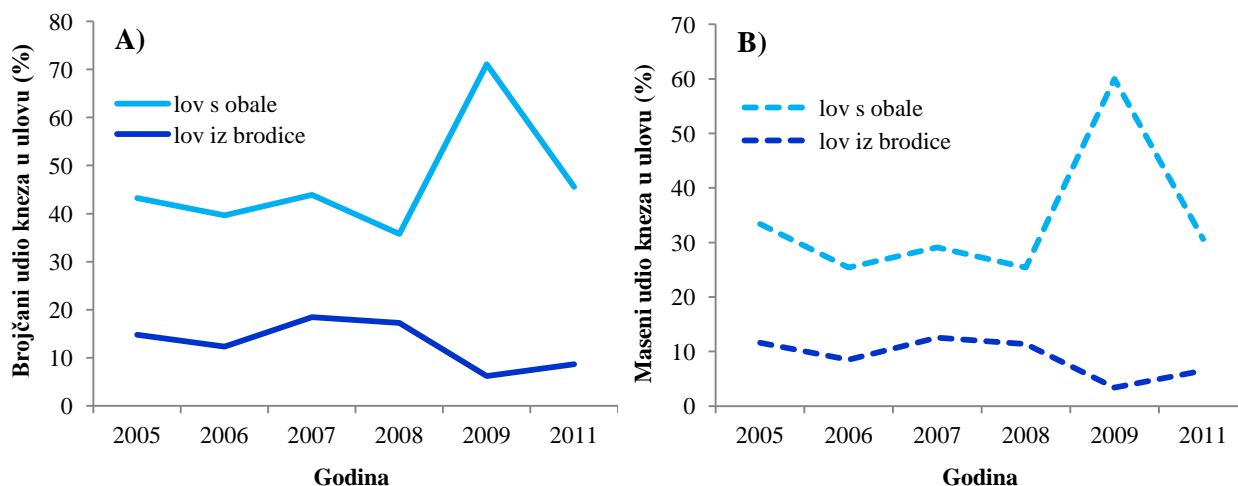 A)
Brojčani udio kneza u ulovu (%)
80
70
60
50
40
30
20
10
0
lov s obale
lov iz brodice
2005 2006 2007 2008 2009 2011
Godina
B)
Maseni udio kneza u ulovu (%)
70
60
50
40
30
20
10
0
lov s obale
lov iz brodice
2005 2006 2007 2008 2009 2011
Godina